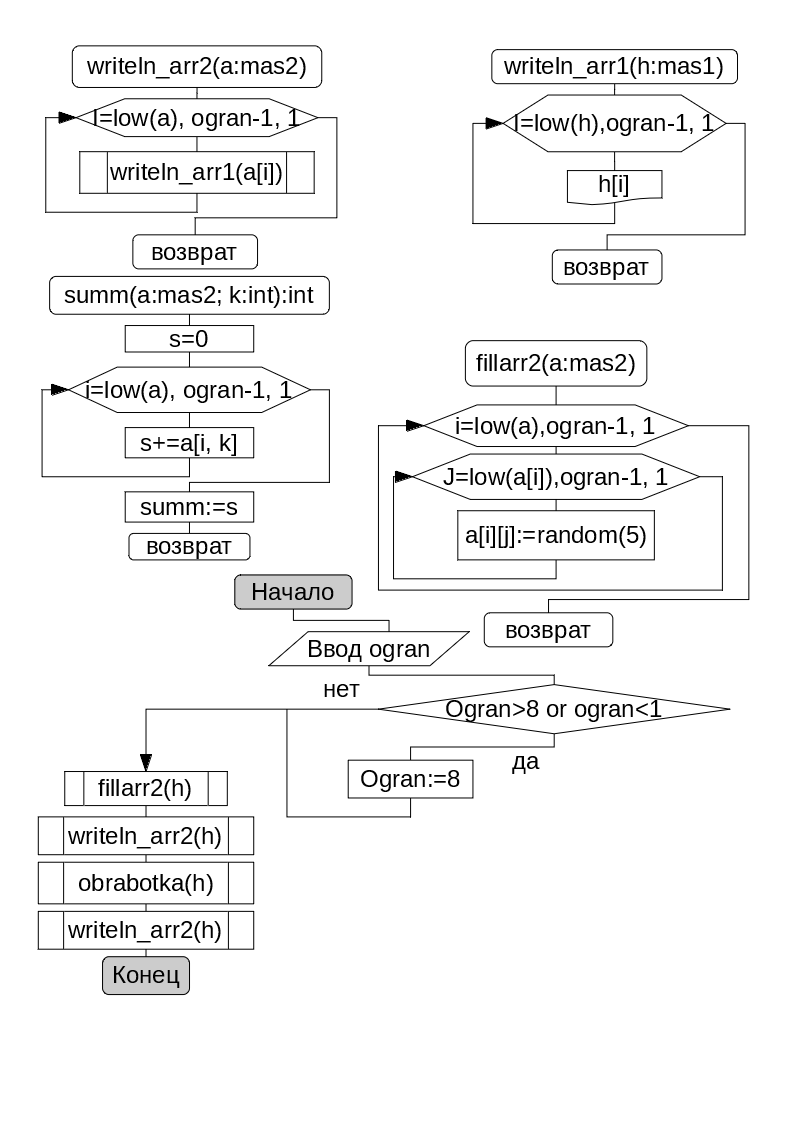 writeln_arr2(a:mas2)
I=low(a), ogran-1, 1
writeln_arr1(a[i])
возврат
writeln_arr1(h:mas1)
I=low(h),ogran-1, 1
h[i]
возврат
summ(a:mas2; k:int):int
s=0
i=low(a), ogran-1, 1
s+=a[i, k]
summ:=s
возврат
fillarr2(a:mas2)
i=low(a),ogran-1, 1
J=low(a[i]),ogran-1, 1
a[i][j]:=random(5)
возврат
Начало
Ввод ogran
нет
Ogran>8 or ogran<1
да
Ogran:=8
fillarr2(h)
writeln_arr2(h)
obrabotka(h)
writeln_arr2(h)
Конец